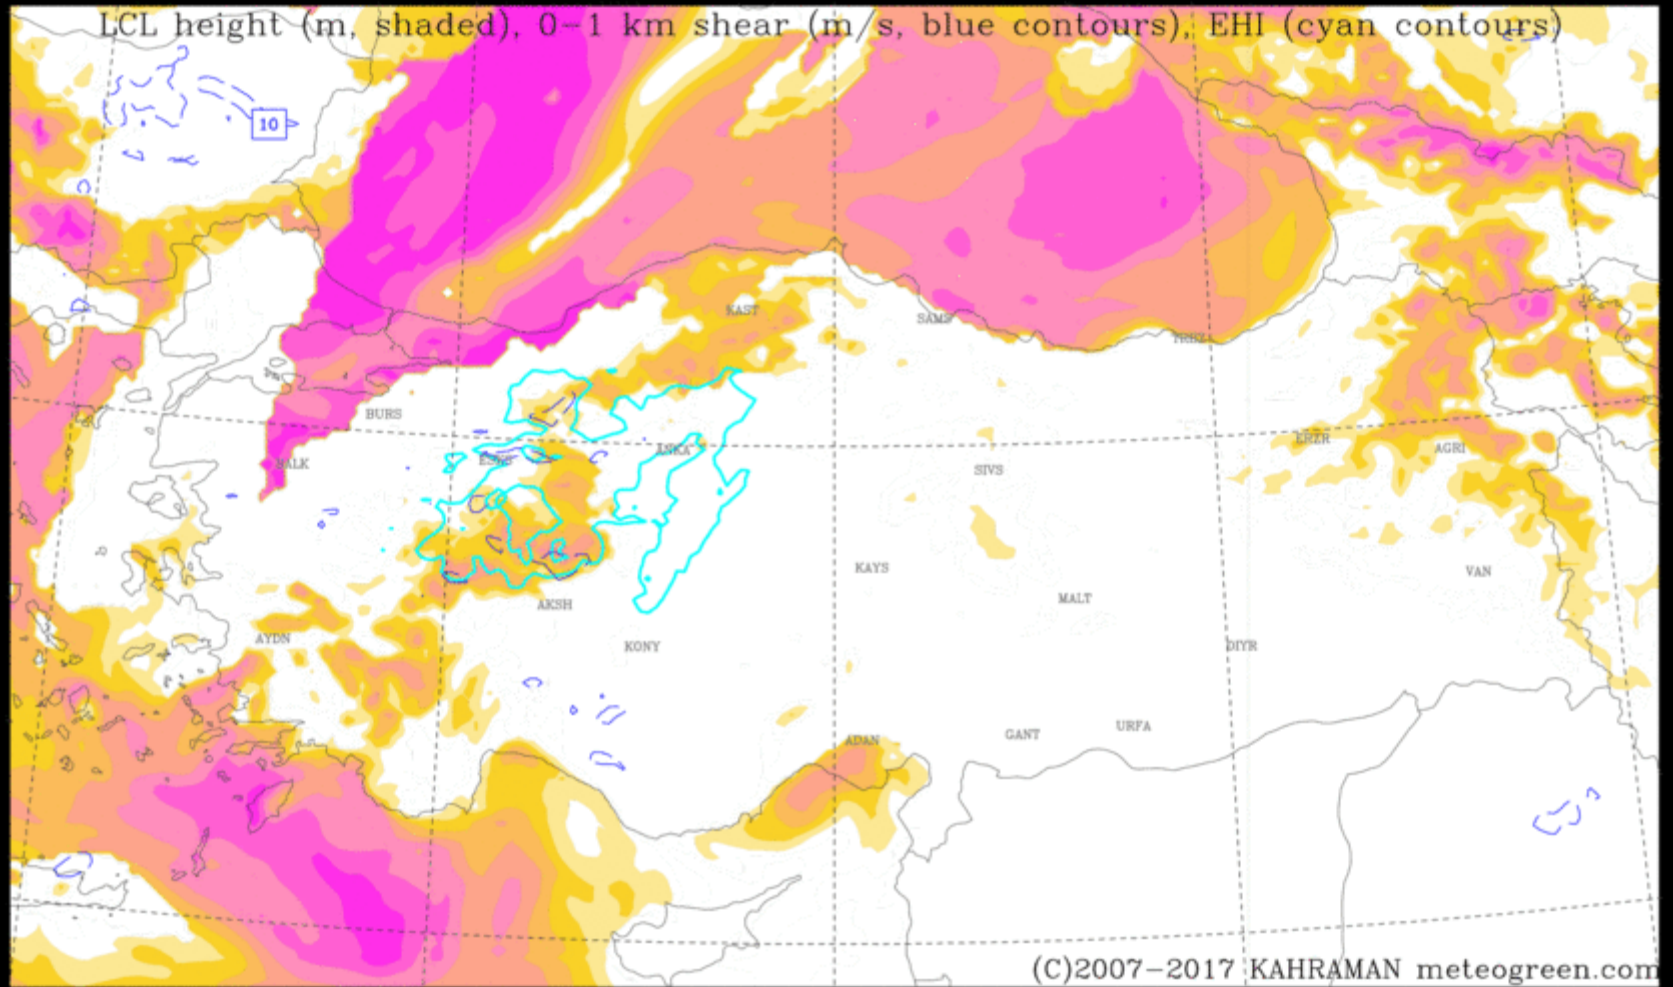 LCL height (m, shaded), 0-1 km shear (m/s, blue contours), EHI (cyan contours)
10
KAST
SAMS
TRBZ
BURS
ERZR
AGRI
ANKA
BALK
ESKS
SIVS
KAYS
VAN
MALT
AKSH
AYDN
KONY
DIYR
URFA
GANT
ADAN
(C)2007-2017 KAHRAMAN meteogreen.com